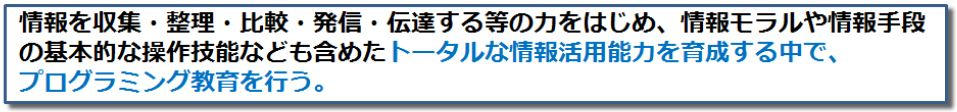 情報を収集・整理・比較・発信・伝達する等の力をはじめ、情報モラルや情報手段
の基本的な操作技能なども含めたトータルな情報活用能力を育成する中で、
プログラミング教育を行う。